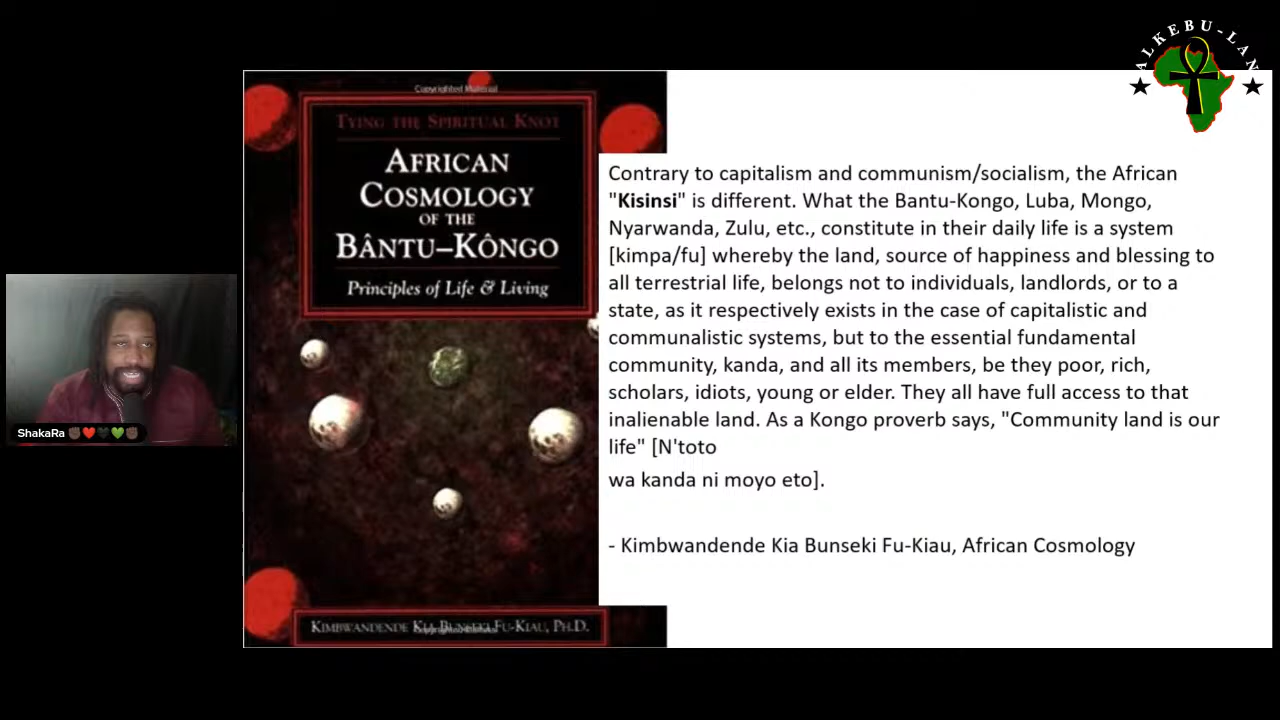 ALKEBU-LAN
Copyrighted Material
TYING THE SPIRITUAL KNOT
AFRICAN
COSMOLOGY
OF THE
BÂNTU–KÔNGO
Principles of Life & Living
KIMBWANDENDE KIA BUNSEKI FU-KIAU, PH.D.
Contrary to capitalism and communism/socialism, the African
"Kisinsi" is different. What the Bantu-Kongo, Luba, Mongo,
Nyarwanda, Zulu, etc., constitute in their daily life is a system
[kimpa/fu] whereby the land, source of happiness and blessing to
all terrestrial life, belongs not to individuals, landlords, or to a
state, as it respectively exists in the case of capitalistic and
communalistic systems, but to the essential fundamental
community, kanda, and all its members, be they poor, rich,
scholars, idiots, young or elder. They all have full access to that
inalienable land. As a Kongo proverb says, "Community land is our
life" [N'toto
wa kanda ni moyo eto].
- Kimbwandende Kia Bunseki Fu-Kiau, African Cosmology
ShakaRa